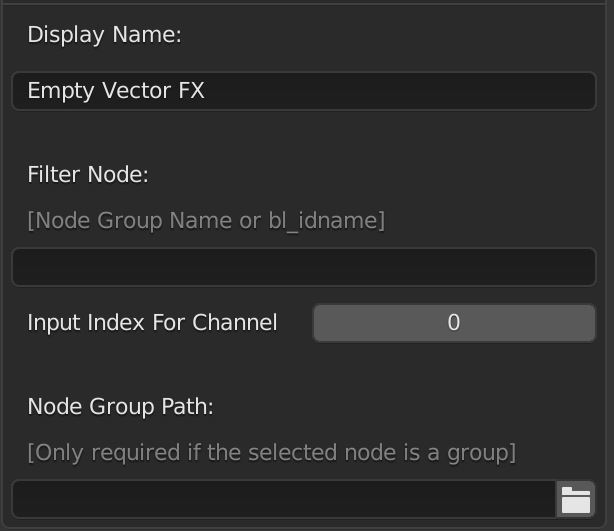 Display Name:
Empty Vector FX
Filter Node:
[Node Group Name or bl_idname]
Input Index For Channel 0
Node Group Path:
[Only required if the selected node is a group]